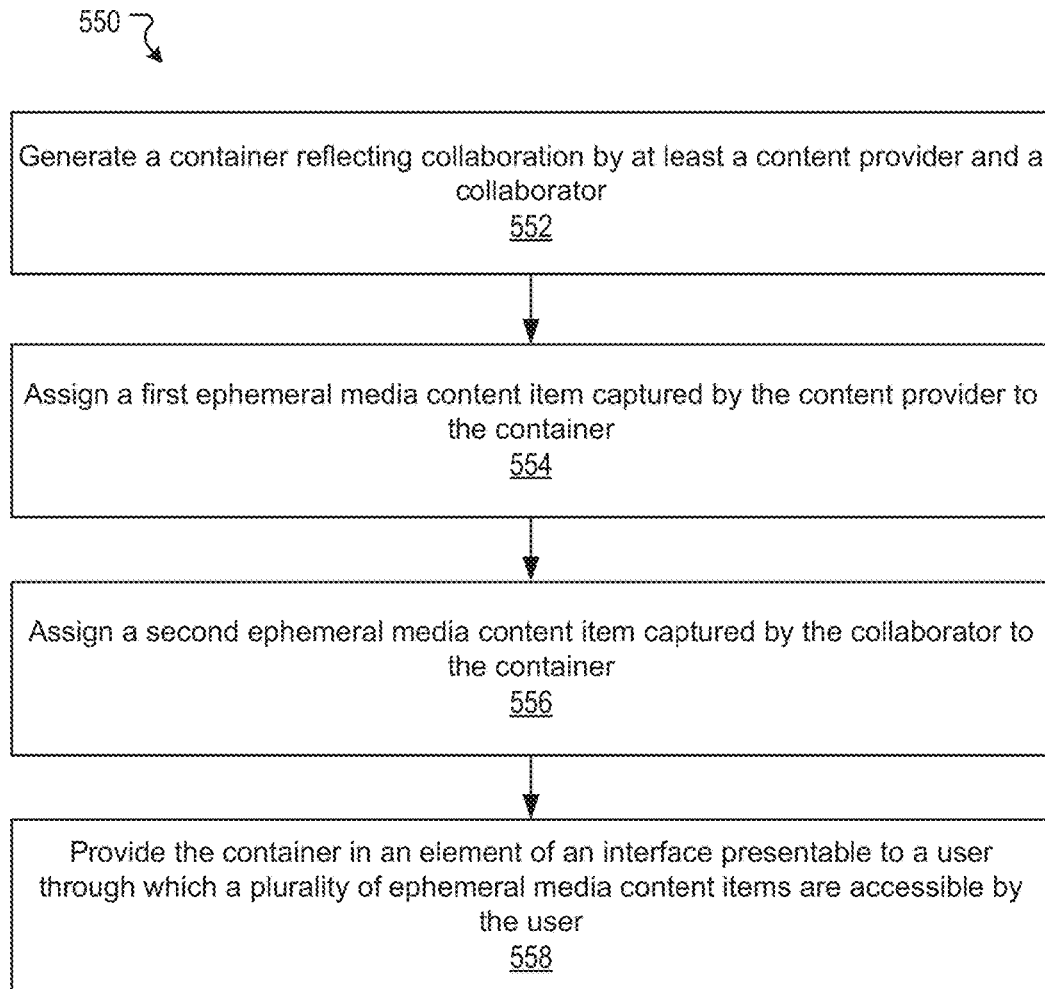 550
Generate a container reflecting collaboration by at least a content provider and a
collaborator
552
Assign a first ephemeral media content item captured by the content provider to
the container
554
Assign a second ephemeral media content item captured by the collaborator to
the container
556
Provide the container in an element of an interface presentable to a user
through which a plurality of ephemeral media content items are accessible by
the user
558